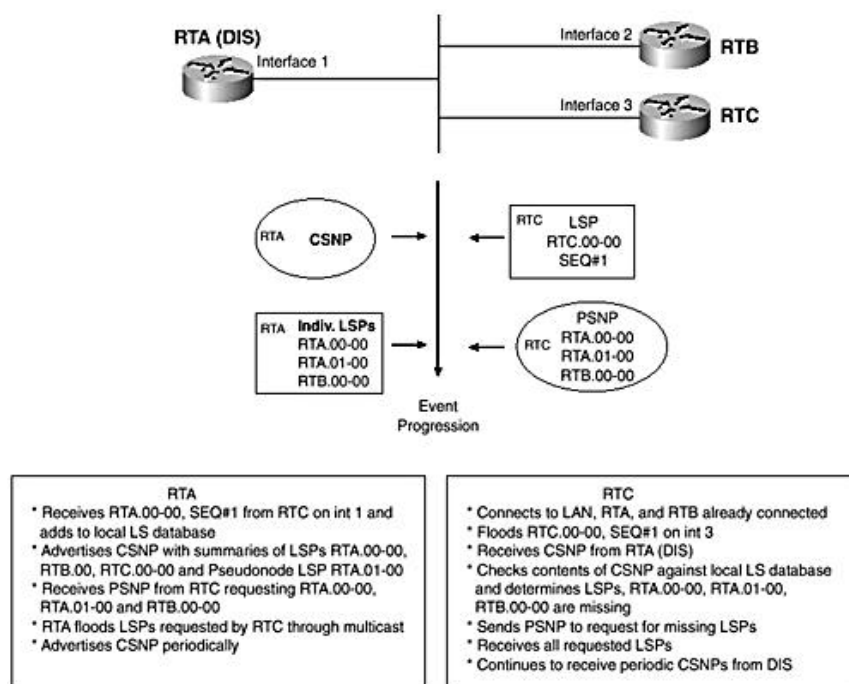 RTA (DIS)
Interface 1
Interface 2
RTB
Interface 3
RTC
RTA
CSNP
RTC
LSP
RTC.00-00
SEQ#1
RTA
Indiv. LSPs
RTA.00-00
RTA.01-00
RTB.00-00
RTC
PSNP
RTA.00-00
RTA.01-00
RTB.00-00
Event
Progression
RTA
* Receives RTA.00-00, SEQ#1 from RTC on int 1 and
adds to local LS database
* Advertises CSNP with summaries of LSPs RTA.00-00,
RTB.00, RTC.00-00 and Pseudonode LSP RTA.01-00
* Receives PSNP from RTC requesting RTA.00-00,
RTA.01-00 and RTB.00-00
* RTA floods LSPs requested by RTC through multicast
* Advertises CSNP periodically
RTC
* Connects to LAN, RTA, and RTB already connected
* Floods RTC.00-00, SEQ#1 on int 3
* Receives CSNP from RTA (DIS)
* Checks contents of CSNP against local LS database
and determines LSPs, RTA.00-00, RTA.01-00,
RTB.00-00 are missing
* Sends PSNP to request for missing LSPs
* Receives all requested LSPs
* Continues to receive periodic CSNPs from DIS